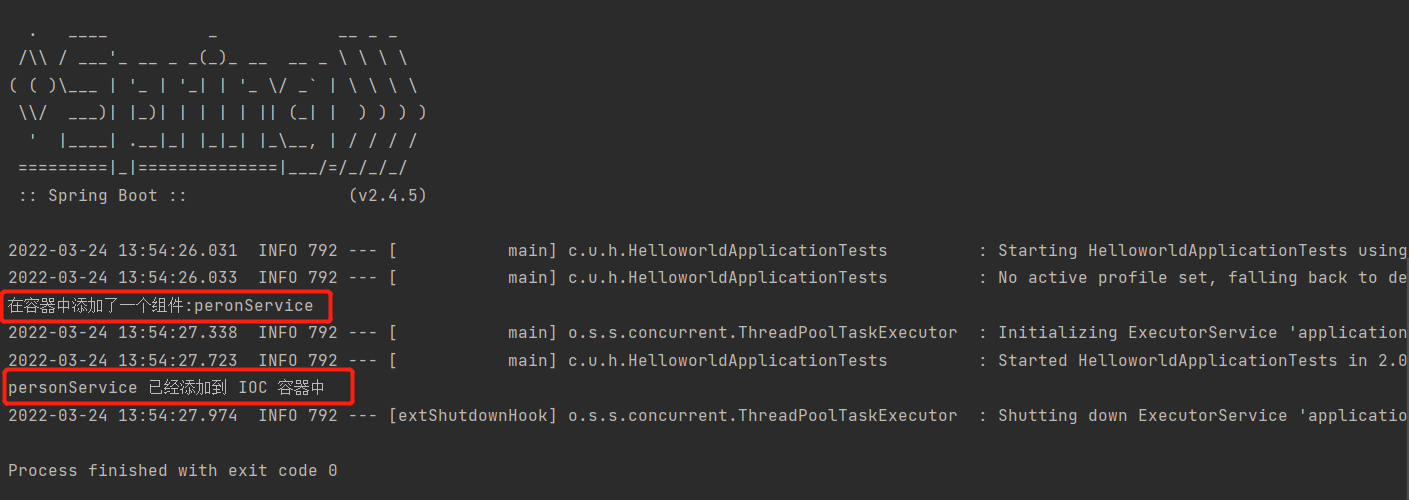 .   ____          _            __ _ _
 /\\ / ___'_ __ _ _(_)_ __  __ _ \ \ \ \
( ( )\___ | '_ | '_| | '_ \/ _` | \ \ \ \
 \\/  ___)| |_)| | | | | || (_| |  ) ) ) )
  '  |____| .__|_| |_|_| |_\__, | / / / /
 =========|_|==============|___/=/_/_/_/
 :: Spring Boot ::                (v2.4.5)
2022-03-24 13:54:26.031  INFO 792 --- [           main] c.u.h.HelloworldApplicationTests         : Starting HelloworldApplicationTests using
2022-03-24 13:54:26.033  INFO 792 --- [           main] c.u.h.HelloworldApplicationTests         : No active profile set, falling back to de
在容器中添加了一个组件:peronService
2022-03-24 13:54:27.338  INFO 792 --- [           main] o.s.s.concurrent.ThreadPoolTaskExecutor  : Initializing ExecutorService 'application
2022-03-24 13:54:27.723  INFO 792 --- [           main] c.u.h.HelloworldApplicationTests         : Started HelloworldApplicationTests in 2.0
personService 已经添加到 IOC 容器中
2022-03-24 13:54:27.974  INFO 792 --- [extShutdownHook] o.s.s.concurrent.ThreadPoolTaskExecutor  : Shutting down ExecutorService 'applicatio
Process finished with exit code 0